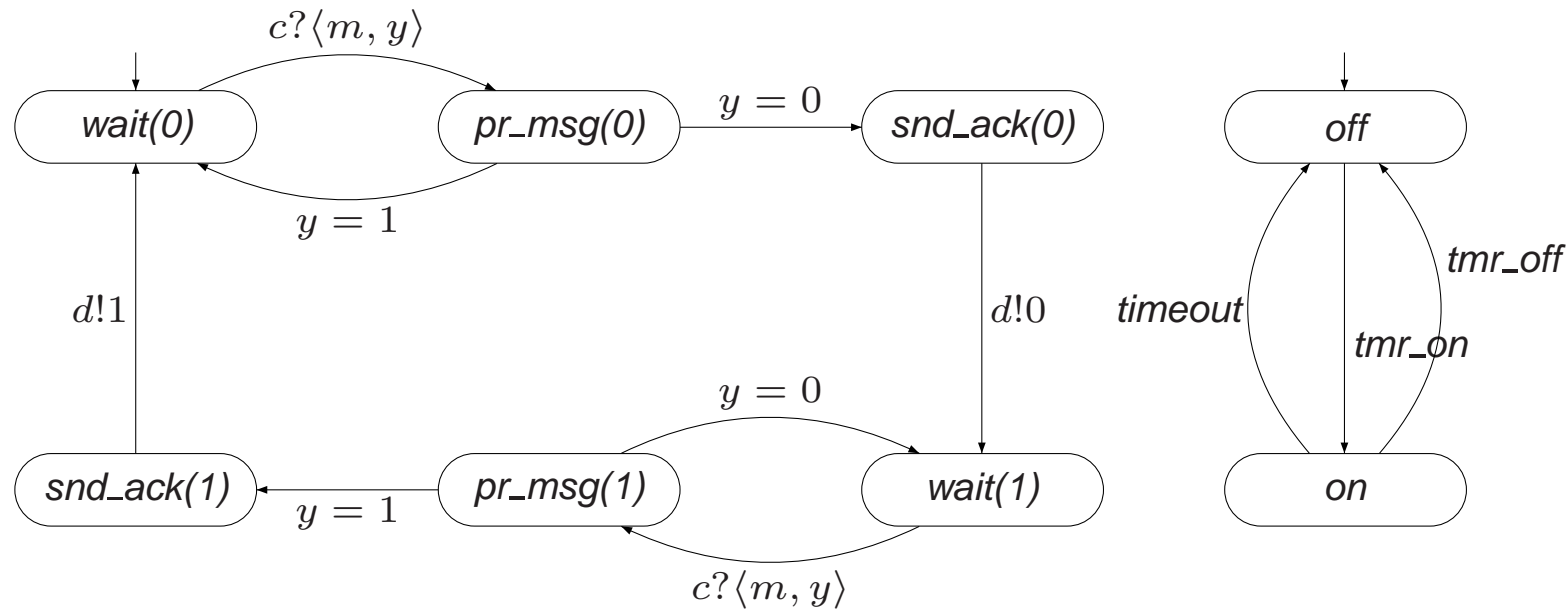 c?⟨m, y⟩
wait(0)
pr_msg(0)
y = 0
snd_ack(0)
y = 1
d!1
d!0
y = 0
snd_ack(1)
y = 1
pr_msg(1)
wait(1)
c?⟨m, y⟩
off
timeout
tmr_on
tmr_off
on